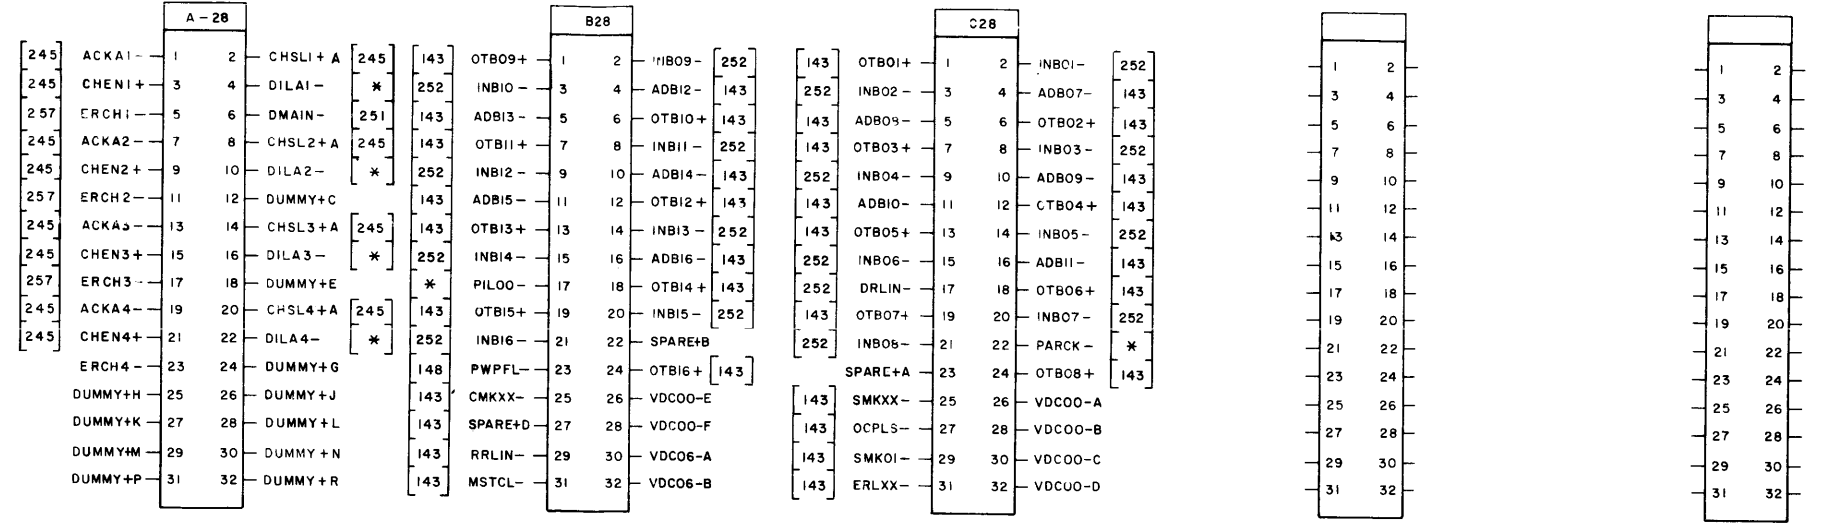 A-28
[245] ACKA1- 1 2 CHSL1+A [245]
[245] CHEN1+ 3 4 DILA1- [*]
[257] ERCH1- 5 6 DMAIN- [251]
[245] ACKA2- 7 8 CHSL2+A [245]
[245] CHEN2+ 9 10 DILA2- [*]
[257] ERCH2- 11 12 DUMMY+C
[245] ACKA3- 13 14 CHSL3+A [245]
[245] CHEN3+ 15 16 DILA3- [*]
[257] ERCH3- 17 18 DUMMY+E
[245] ACKA4- 19 20 CHSL4+A [245]
[245] CHEN4+ 21 22 DILA4- [*]
ERCH4- 23 24 DUMMY+G
DUMMY+H 25 26 DUMMY+J
DUMMY+K 27 28 DUMMY+L
DUMMY+M 29 30 DUMMY+N
DUMMY+P 31 32 DUMMY+R
B28
[143] OTB09+ 1 2 INB09- [252]
[252] INB10- 3 4 ADB12- [143]
[143] ADB13- 5 6 OTB10+ [143]
[143] OTB11+ 7 8 INB11- [252]
[252] INB12- 9 10 ADB14- [143]
[143] ADB15- 11 12 OTB12+ [143]
[143] OTB13+ 13 14 INB13- [252]
[252] INB14- 15 16 ADB16- [143]
[*] PIL00- 17 18 OTB14+ [143]
[143] OTB15+ 19 20 INB15- [252]
[252] INB16- 21 22 SPARE+B
[148] PWPFL- 23 24 OTB16+ [143]
[143] CMKXX- 25 26 VDC00-E
[143] SPARE+D 27 28 VDC00-F
[143] RRLIN- 29 30 VDC06-A
[143] MSTCL- 31 32 VDC06-B
C28
[143] OTB01+ 1 2 INB01- [252]
[252] INB02- 3 4 ADB07- [143]
[143] ADB08- 5 6 OTB02+ [143]
[143] OTB03+ 7 8 INB03- [252]
[252] INB04- 9 10 ADB09- [143]
[143] ADB10- 11 12 OTB04+ [143]
[143] OTB05+ 13 14 INB05- [252]
[252] INB06- 15 16 ADB11- [143]
[252] DRLIN- 17 18 OTB06+ [143]
[143] OTB07+ 19 20 INB07- [252]
[252] INB08- 21 22 PARCK- [*]
SPARE+A 23 24 OTB08+ [143]
[143] SMKXX- 25 26 VDC00-A
[143] OCPLS- 27 28 VDC00-B
[143] SMK01- 29 30 VDC00-C
[143] ERLXX- 31 32 VDC00-D
1 2
3 4
5 6
7 8
9 10
11 12
13 14
15 16
17 18
19 20
21 22
23 24
25 26
27 28
29 30
31 32
1 2
3 4
5 6
7 8
9 10
11 12
13 14
15 16
17 18
19 20
21 22
23 24
25 26
27 28
29 30
31 32